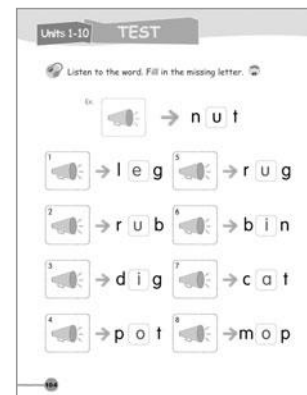 Units 1-10 TEST
Listen to the word. Fill in the missing letter.
Ex.
n u t
1 l e g
5 r u g
2 r u b
6 b i n
3 d i g
7 c a t
4 p o t
8 m o p
104